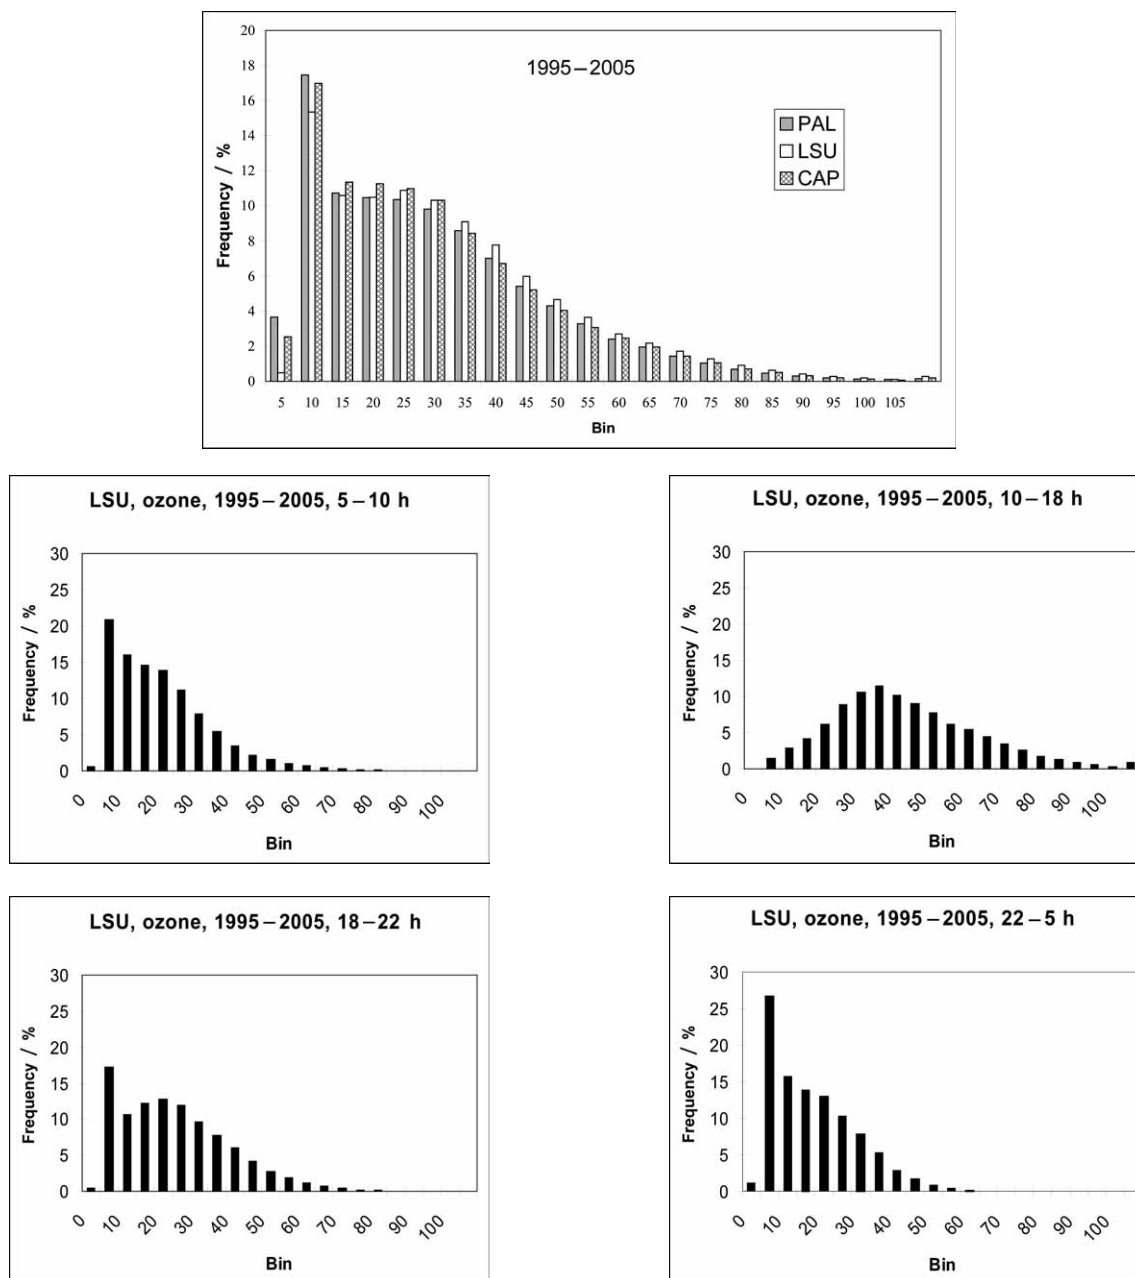 20
18
16
14
12
10
8
6
4
2
0
Frequency / %
1995–2005
PAL
LSU
CAP
5 10 15 20 25 30 35 40 45 50 55 60 65 70 75 80 85 90 95 100 105
Bin
LSU, ozone, 1995–2005, 5–10 h
30
25
20
15
10
5
0
Frequency / %
0 10 20 30 40 50 60 70 80 90 100
Bin
LSU, ozone, 1995–2005, 10–18 h
30
25
20
15
10
5
0
Frequency / %
0 10 20 30 40 50 60 70 80 90 100
Bin
LSU, ozone, 1995–2005, 18–22 h
30
25
20
15
10
5
0
Frequency / %
0 10 20 30 40 50 60 70 80 90 100
Bin
LSU, ozone, 1995–2005, 22–5 h
30
25
20
15
10
5
0
Frequency / %
0 10 20 30 40 50 60 70 80 90 100
Bin